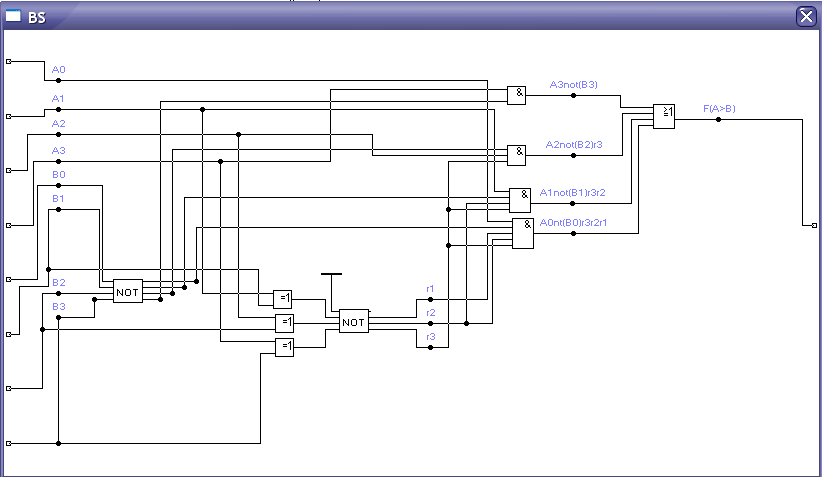 BS
A0
A1
A2
A3
B0
B1
B2
B3
NOT
=1
=1
=1
NOT
r1
r2
r3
&
&
&
&
A3not(B3)
A2not(B2)r3
A1not(B1)r3r2
A0nt(B0)r3r2r1
≥1
F(A>B)